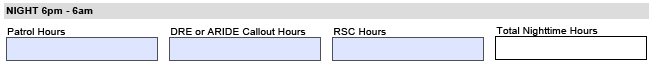 NIGHT 6pm - 6am
Patrol Hours DRE or ARIDE Callout Hours RSC Hours Total Nighttime Hours